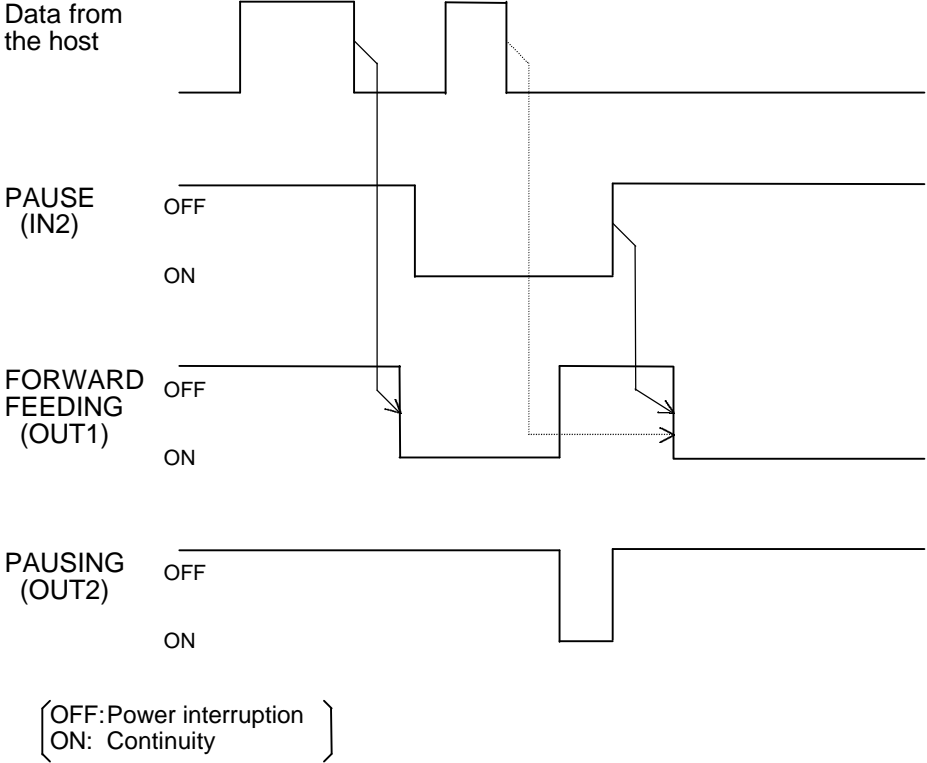 Data from
the host
PAUSE
(IN2)
OFF
ON
FORWARD
FEEDING
(OUT1)
OFF
ON
PAUSING
(OUT2)
OFF
ON
OFF: Power interruption
ON: Continuity